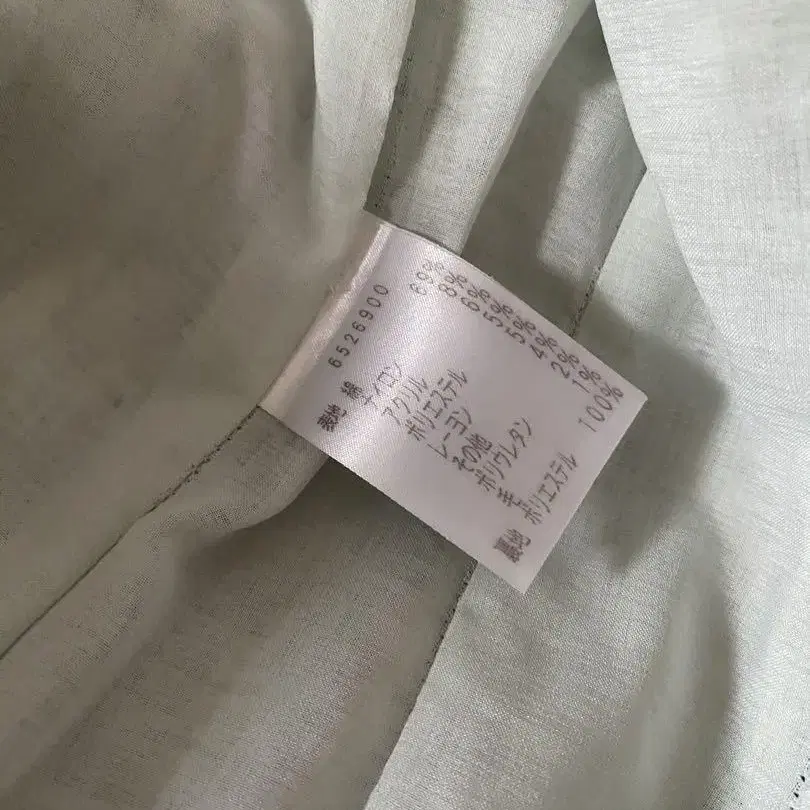 6526900
表地 綿 69%
ナイロン 8%
アクリル 6%
ポリエステル 5%
レーヨン 5%
その他 4%
ポリウレタン 2%
毛 1%
裏地 ポリエステル 100%